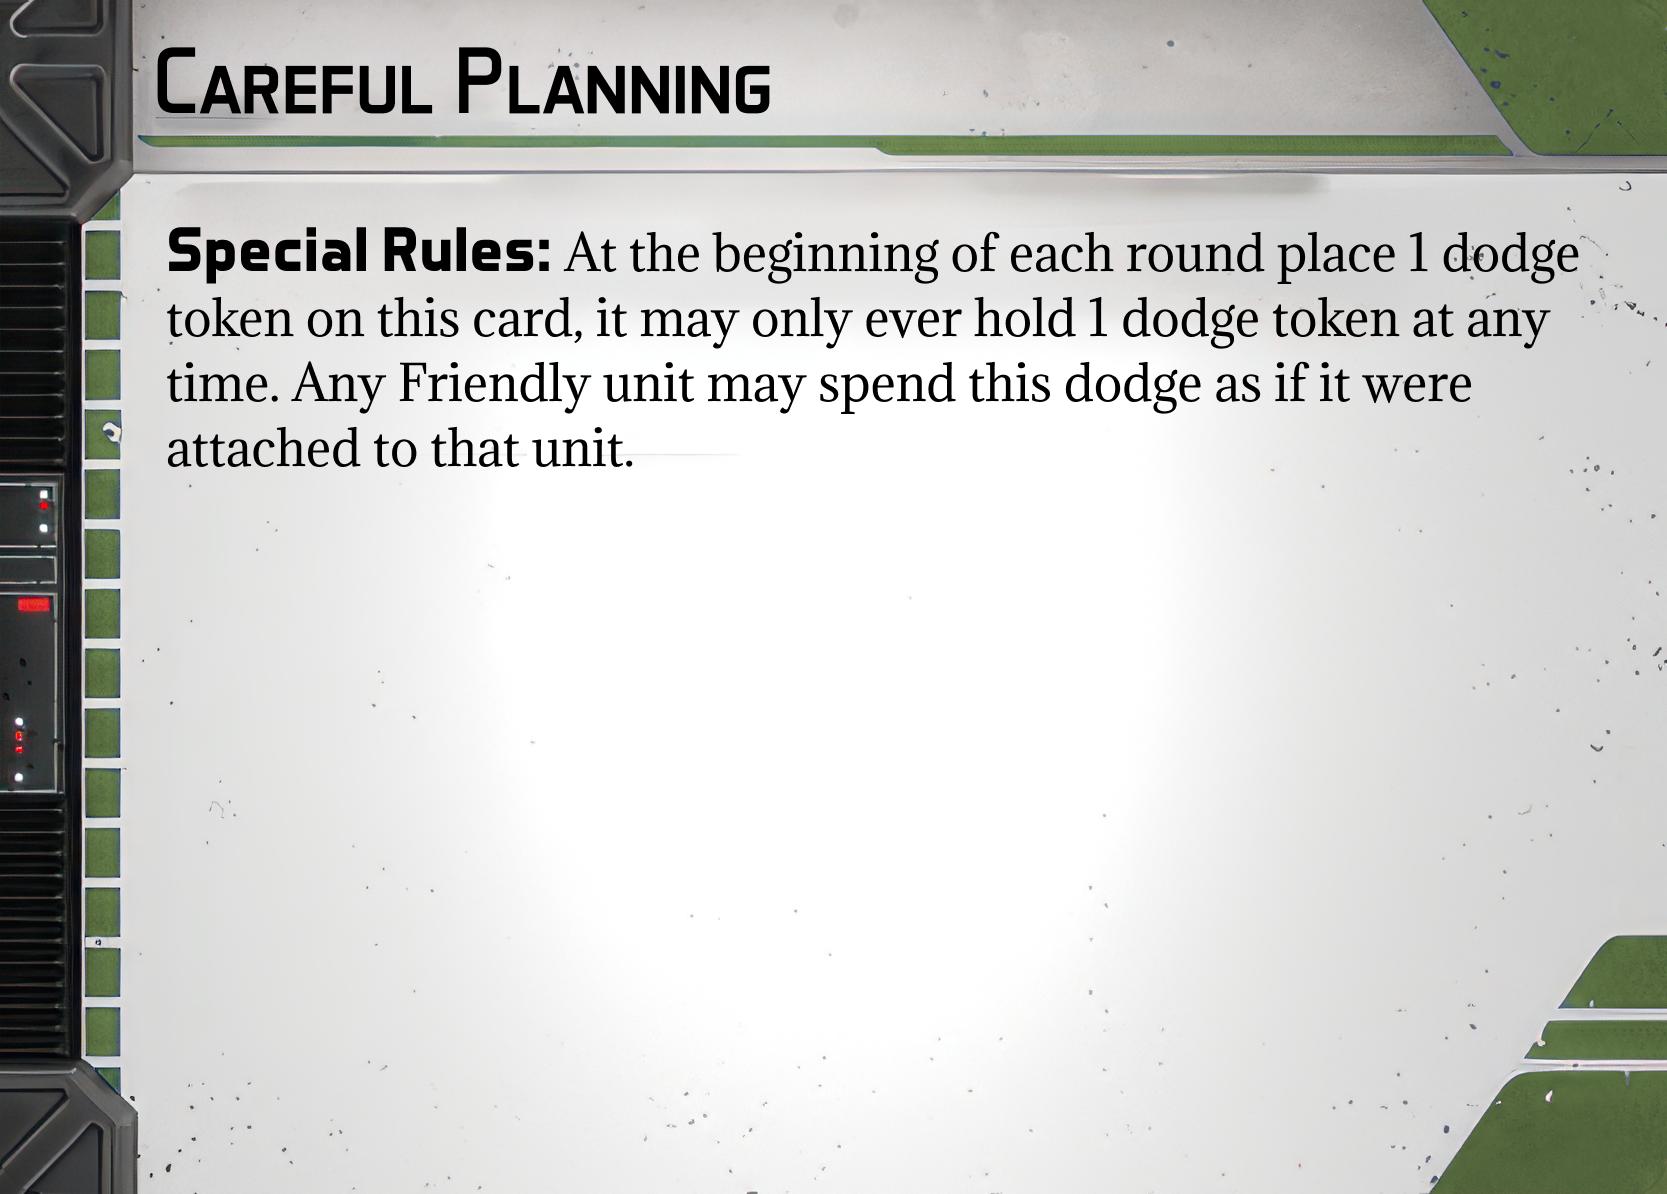 Careful Planning
Special Rules: At the beginning of each round place 1 dodge
token on this card, it may only ever hold 1 dodge token at any
time. Any Friendly unit may spend this dodge as if it were
attached to that unit.